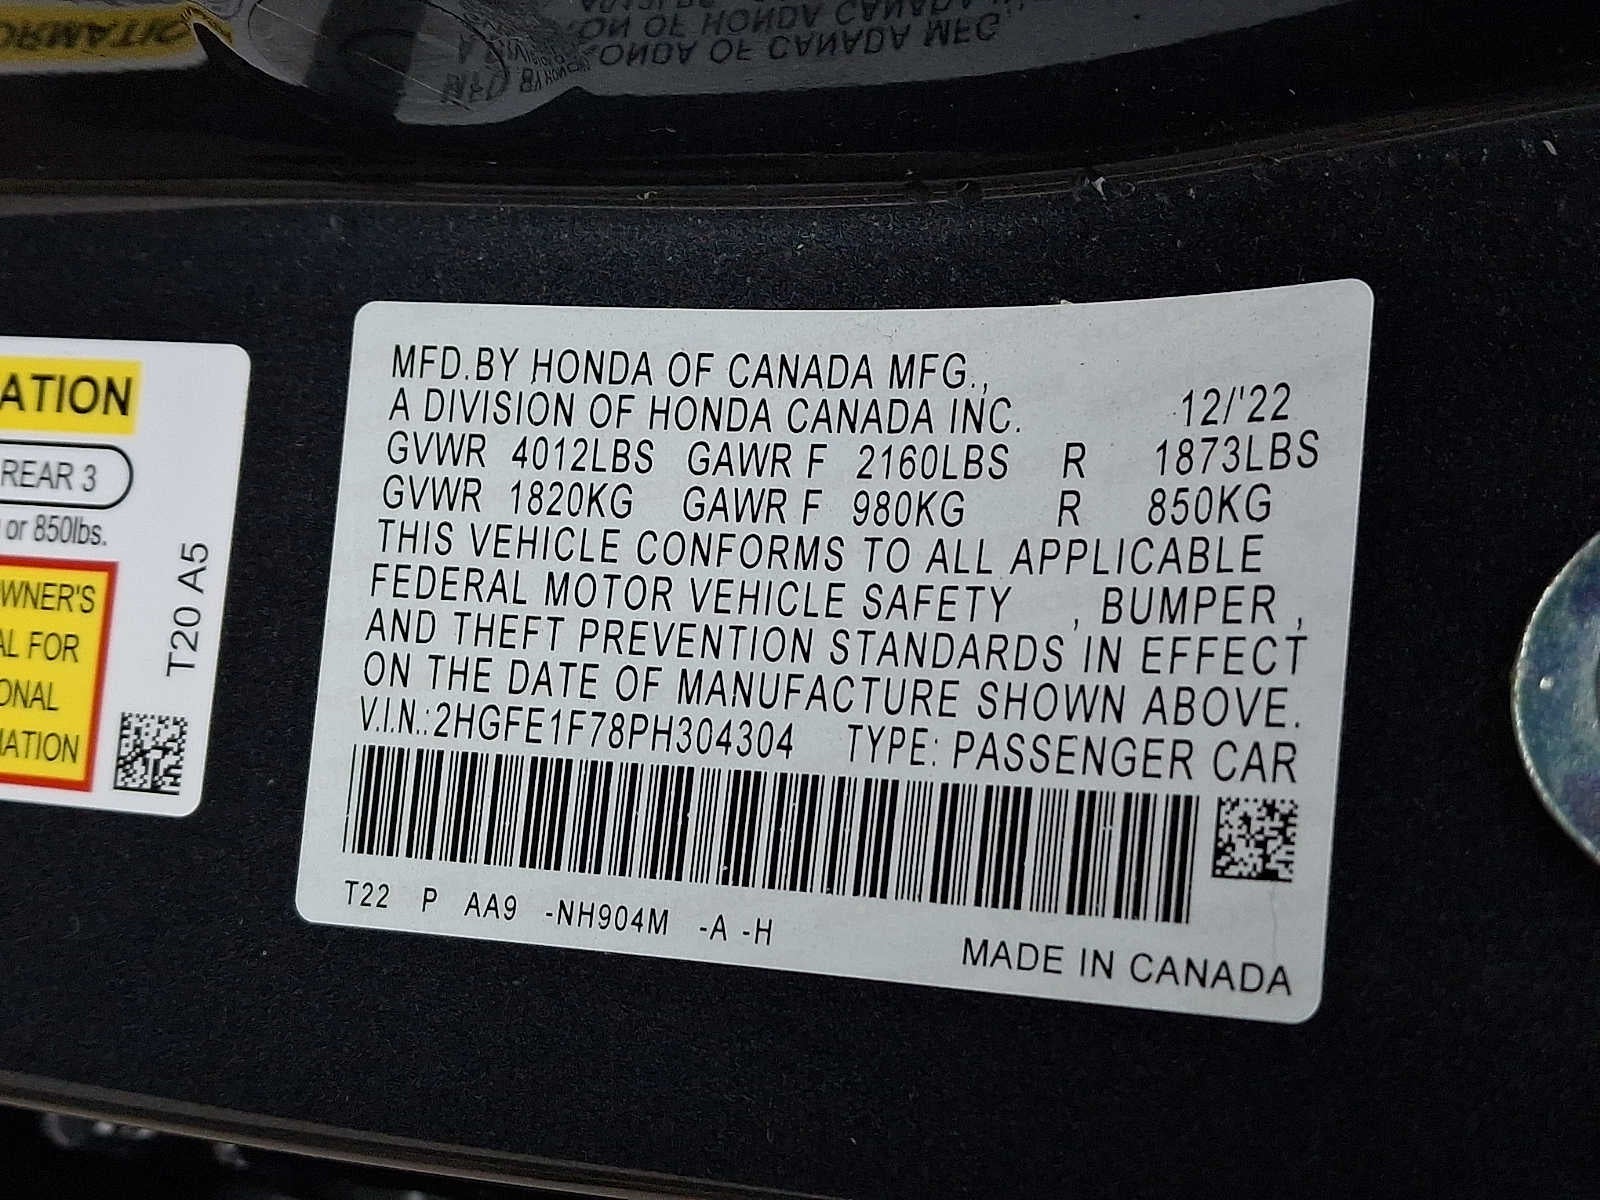 MFD.BY HONDA OF CANADA MFG.,
A DIVISION OF HONDA CANADA INC. 12/'22
GVWR 4012LBS GAWR F 2160LBS R 1873LBS
GVWR 1820KG GAWR F 980KG R 850KG
THIS VEHICLE CONFORMS TO ALL APPLICABLE
FEDERAL MOTOR VEHICLE SAFETY , BUMPER ,
AND THEFT PREVENTION STANDARDS IN EFFECT
ON THE DATE OF MANUFACTURE SHOWN ABOVE.
V.I.N.: 2HGFE1F78PH304304 TYPE: PASSENGER CAR
T22 P AA9 -NH904M -A -H
MADE IN CANADA
ATION
REAR 3
or 850lbs.
WNER'S
AL FOR
ONAL
MATION
T20 A5